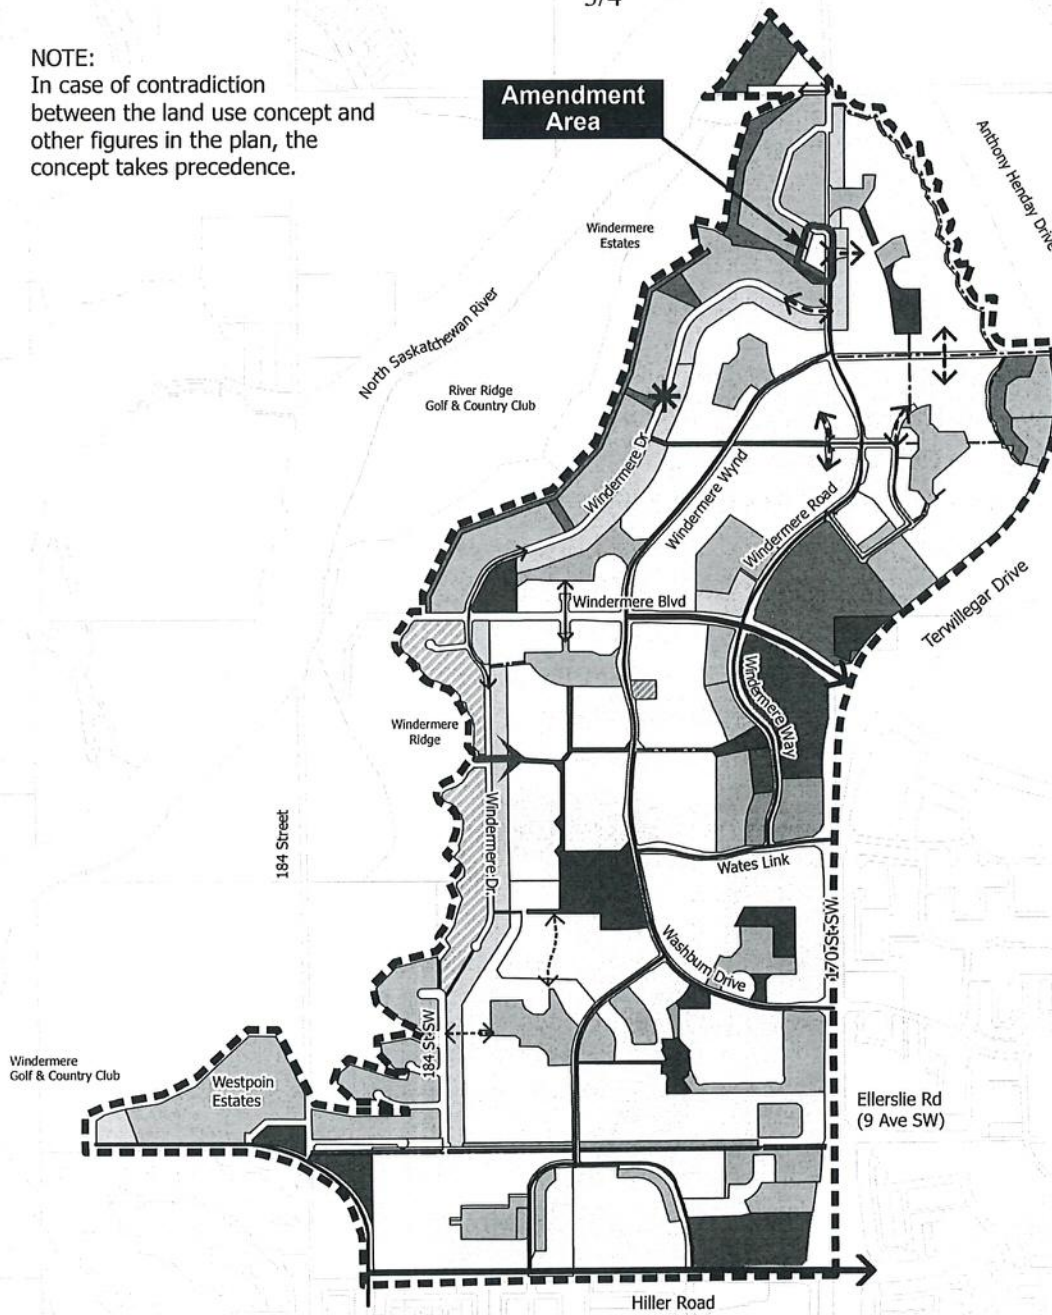 NOTE:
In case of contradiction
between the land use concept and
other figures in the plan, the
concept takes precedence.
Amendment
Area
Anthony Henday Drive
Windermere
Estates
North Saskatchewan River
River Ridge
Golf & Country Club
Windermere Dr.
Windermere Wynd
Windermere Road
Terwillegar Drive
Windermere Blvd
Windermere Way
Windermere
Ridge
184 Street
Windermere Dr.
Wates Link
170 St SW
Washburn Drive
184 St SW
Windermere
Golf & Country Club
Westpoin
Estates
Ellerslie Rd
(9 Ave SW)
Hiller Road